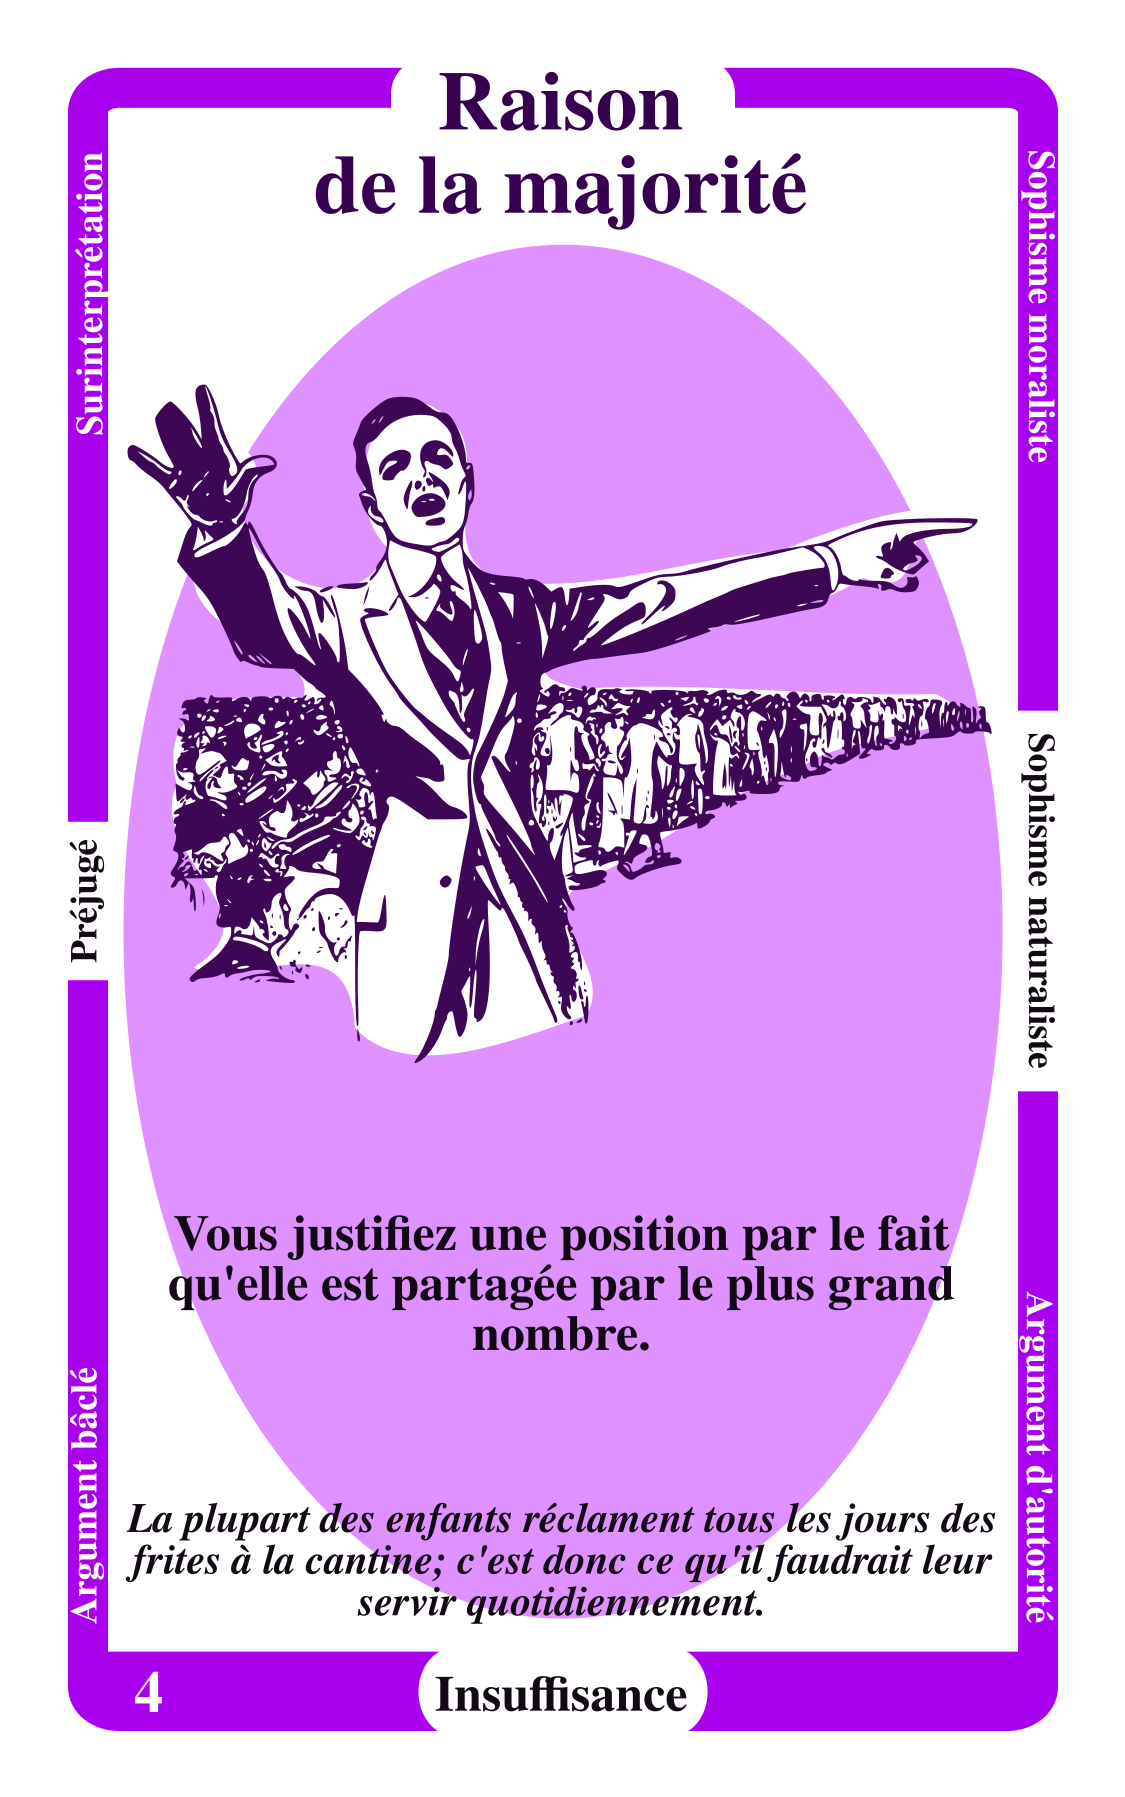 Raison
de la majorité
Surinterprétation
Préjugé
Argument bâclé
Sophisme moraliste
Sophisme naturaliste
Argument d'autorité
Vous justifiez une position par le fait
qu'elle est partagée par le plus grand
nombre.
La plupart des enfants réclament tous les jours des
frites à la cantine; c'est donc ce qu'il faudrait leur
servir quotidiennement.
4
Insuffisance